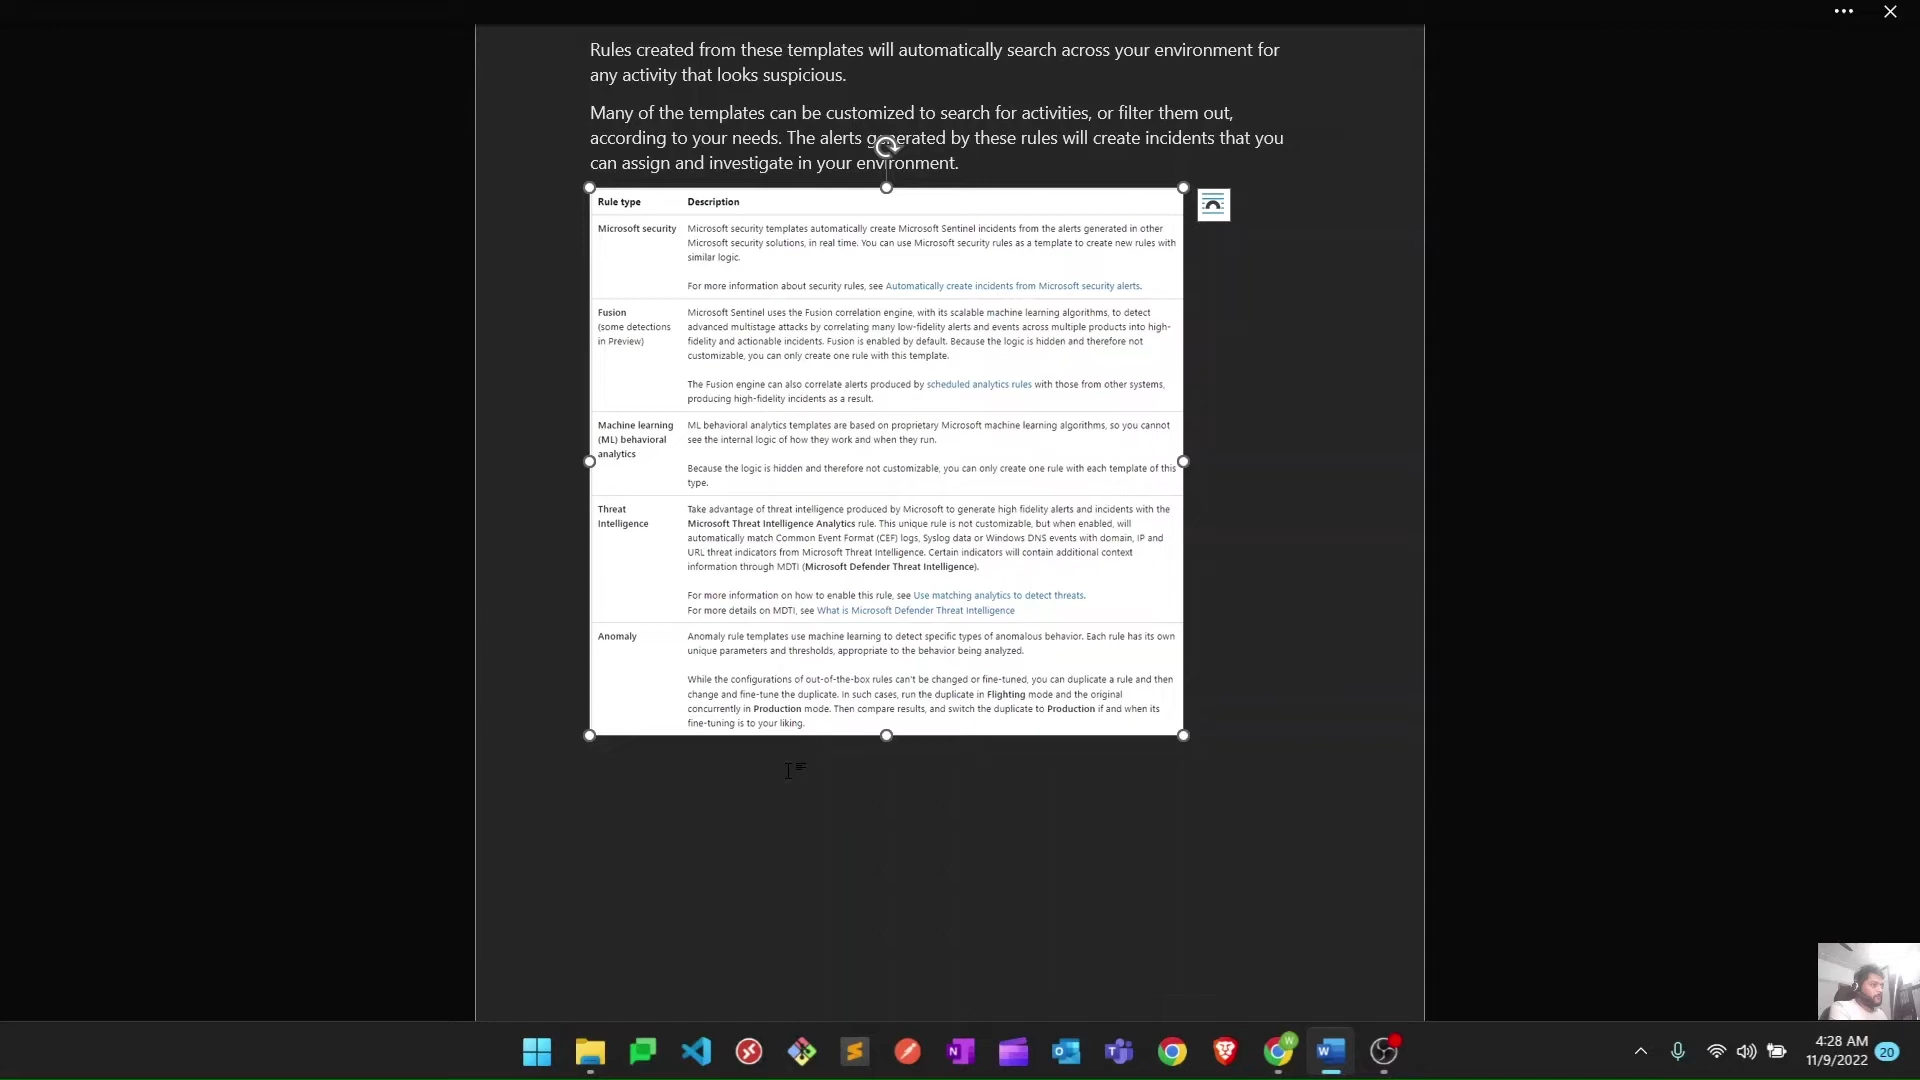 Rules created from these templates will automatically search across your environment for
any activity that looks suspicious.
Many of the templates can be customized to search for activities, or filter them out,
according to your needs. The alerts generated by these rules will create incidents that you
can assign and investigate in your environment.
Rule type Description
Microsoft security Microsoft security templates automatically create Microsoft Sentinel incidents from the alerts generated in other
Microsoft security solutions, in real time. You can use Microsoft security rules as a template to create new rules with
similar logic.
For more information about security rules, see Automatically create incidents from Microsoft security alerts.
Fusion
(some detections
in Preview)
Microsoft Sentinel uses the Fusion correlation engine, with its scalable machine learning algorithms, to detect
advanced multistage attacks by correlating many low-fidelity alerts and events across multiple products into high-
fidelity and actionable incidents. Fusion is enabled by default. Because the logic is hidden and therefore not
customizable, you can only create one rule with this template.
The Fusion engine can also correlate alerts produced by scheduled analytics rules with those from other systems,
producing high-fidelity incidents as a result.
Machine learning
(ML) behavioral
analytics
ML behavioral analytics templates are based on proprietary Microsoft machine learning algorithms, so you cannot
see the internal logic of how they work and when they run.
Because the logic is hidden and therefore not customizable, you can only create one rule with each template of this
type.
Threat
Intelligence
Take advantage of threat intelligence produced by Microsoft to generate high fidelity alerts and incidents with the
Microsoft Threat Intelligence Analytics rule. This unique rule is not customizable, but when enabled, will
automatically match Common Event Format (CEF) logs, Syslog data or Windows DNS events with domain, IP and
URL threat indicators from Microsoft Threat Intelligence. Certain indicators will contain additional context
information through MDTI (Microsoft Defender Threat Intelligence).
For more information on how to enable this rule, see Use matching analytics to detect threats.
For more details on MDTI, see What is Microsoft Defender Threat Intelligence
Anomaly
Anomaly rule templates use machine learning to detect specific types of anomalous behavior. Each rule has its own
unique parameters and thresholds, appropriate to the behavior being analyzed.
While the configurations of out-of-the-box rules can't be changed or fine-tuned, you can duplicate a rule and then
change and fine-tune the duplicate. In such cases, run the duplicate in Flighting mode and the original
concurrently in Production mode. Then compare results, and switch the duplicate to Production if and when its
fine-tuning is to your liking.
4:28 AM
11/9/2022
20